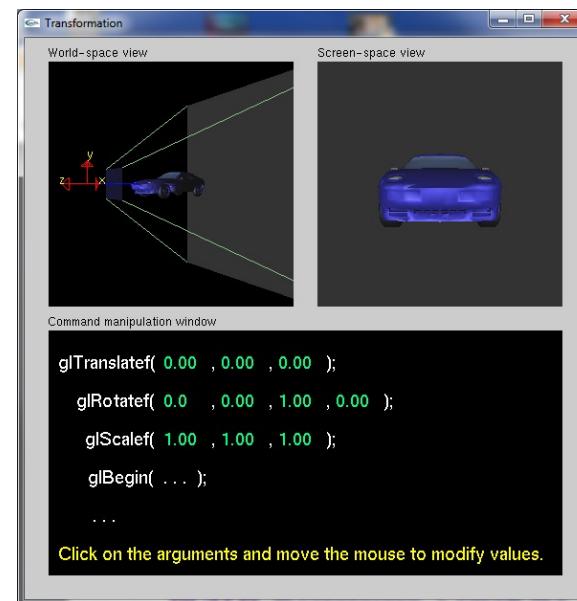 Transformation
World-space view
Screen-space view
y
z
x
Command manipulation window
glTranslatef( 0.00 , 0.00 , 0.00 );
glRotatef( 0.0 , 0.00 , 1.00 , 0.00 );
glScalef( 1.00 , 1.00 , 1.00 );
glBegin( . . . );
. . .
Click on the arguments and move the mouse to modify values.